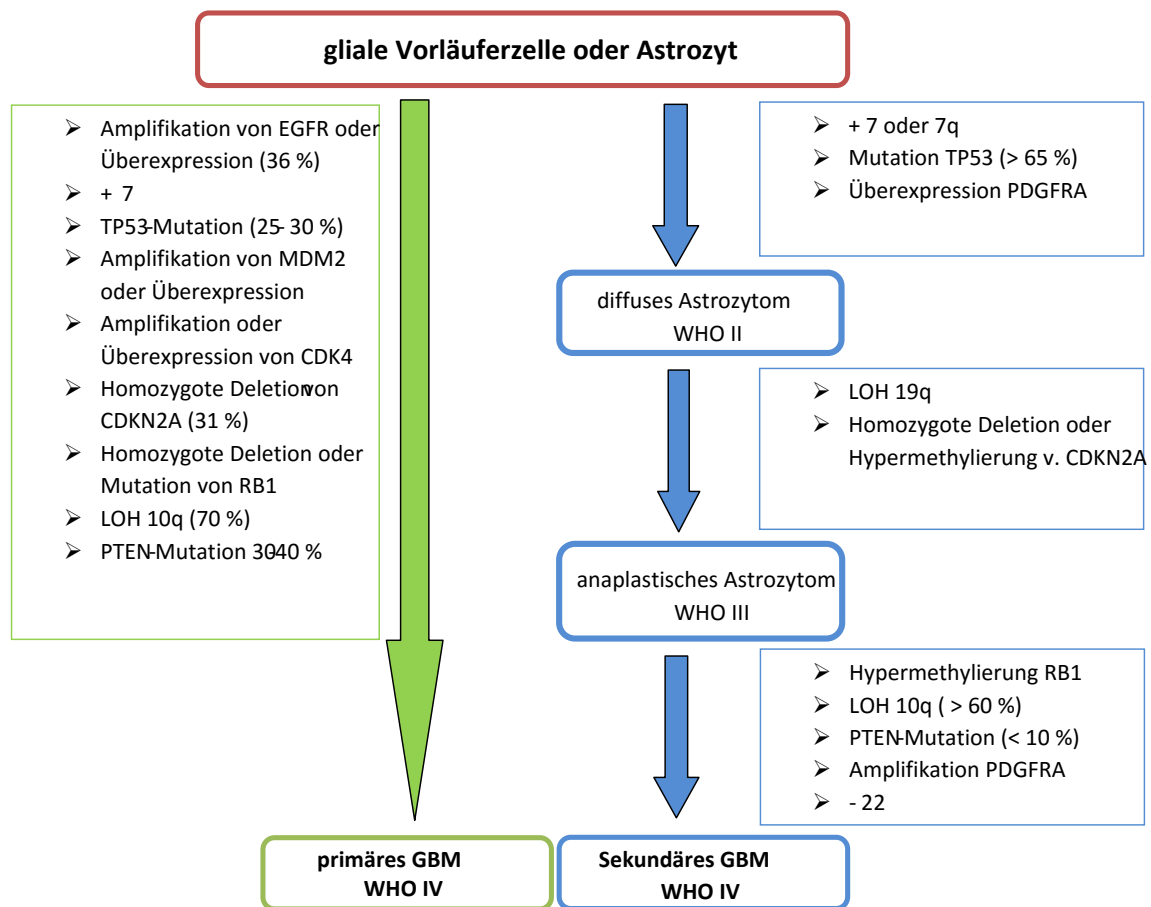 gliale Vorläuferzelle oder Astrozyt
➢ Amplifikation von EGFR oder
Überexpression (36 %)
➢ + 7
➢ TP53-Mutation (25- 30 %)
➢ Amplifikation von MDM2
oder Überexpression
➢ Amplifikation oder
Überexpression von CDK4
➢ Homozygote Deletion von
CDKN2A (31 %)
➢ Homozygote Deletion oder
Mutation von RB1
➢ LOH 10q (70 %)
➢ PTEN-Mutation 30-40 %
➢ + 7 oder 7q
➢ Mutation TP53 (> 65 %)
➢ Überexpression PDGFRA
diffuses Astrozytom
WHO II
➢ LOH 19q
➢ Homozygote Deletion oder
Hypermethylierung v. CDKN2A
anaplastisches Astrozytom
WHO III
➢ Hypermethylierung RB1
➢ LOH 10q ( > 60 %)
➢ PTEN-Mutation (< 10 %)
➢ Amplifikation PDGFRA
➢ - 22
primäres GBM
WHO IV
Sekundäres GBM
WHO IV